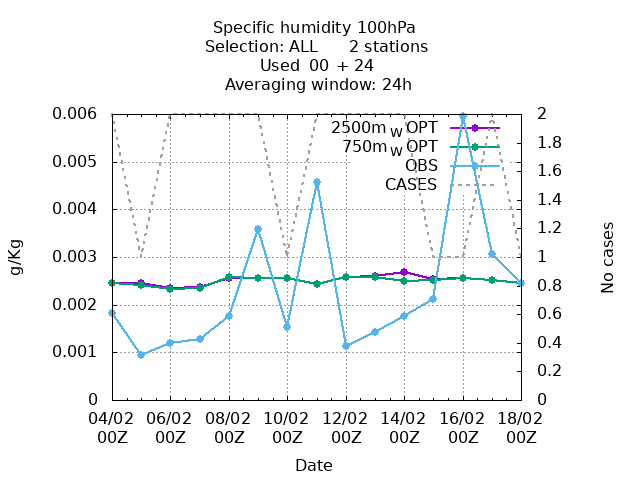 Specific humidity 100hPa
Selection: ALL 2 stations
Used 00 + 24
Averaging window: 24h
0.006
0.005
0.004
0.003
0.002
0.001
0
g/Kg
2
1.8
1.6
1.4
1.2
1
0.8
0.6
0.4
0.2
0
No cases
2500m_W OPT
750m_W OPT
OBS
CASES
04/02 06/02 08/02 10/02 12/02 14/02 16/02 18/02
00Z 00Z 00Z 00Z 00Z 00Z 00Z 00Z
Date